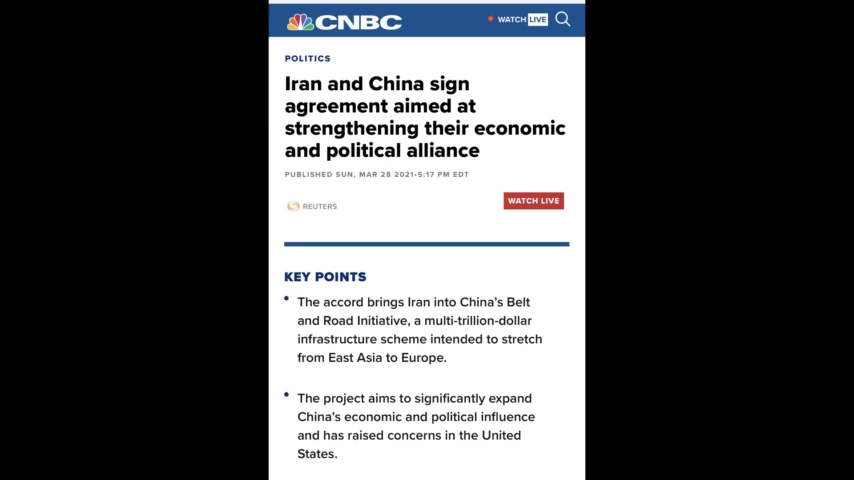 CNBC
WATCH LIVE
POLITICS
Iran and China sign
agreement aimed at
strengthening their economic
and political alliance
PUBLISHED SUN, MAR 28 2021•5:17 PM EDT
REUTERS
WATCH LIVE
KEY POINTS
• The accord brings Iran into China's Belt
and Road Initiative, a multi-trillion-dollar
infrastructure scheme intended to stretch
from East Asia to Europe.
• The project aims to significantly expand
China's economic and political influence
and has raised concerns in the United
States.